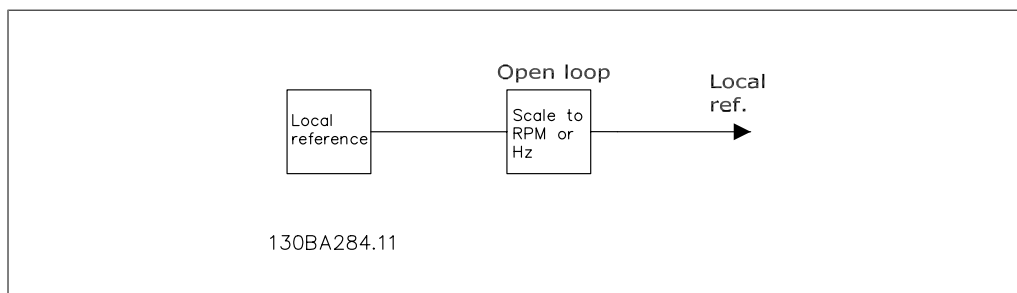 Open loop
Local
ref.
Local
reference
Scale to
RPM or
Hz
130BA284.11